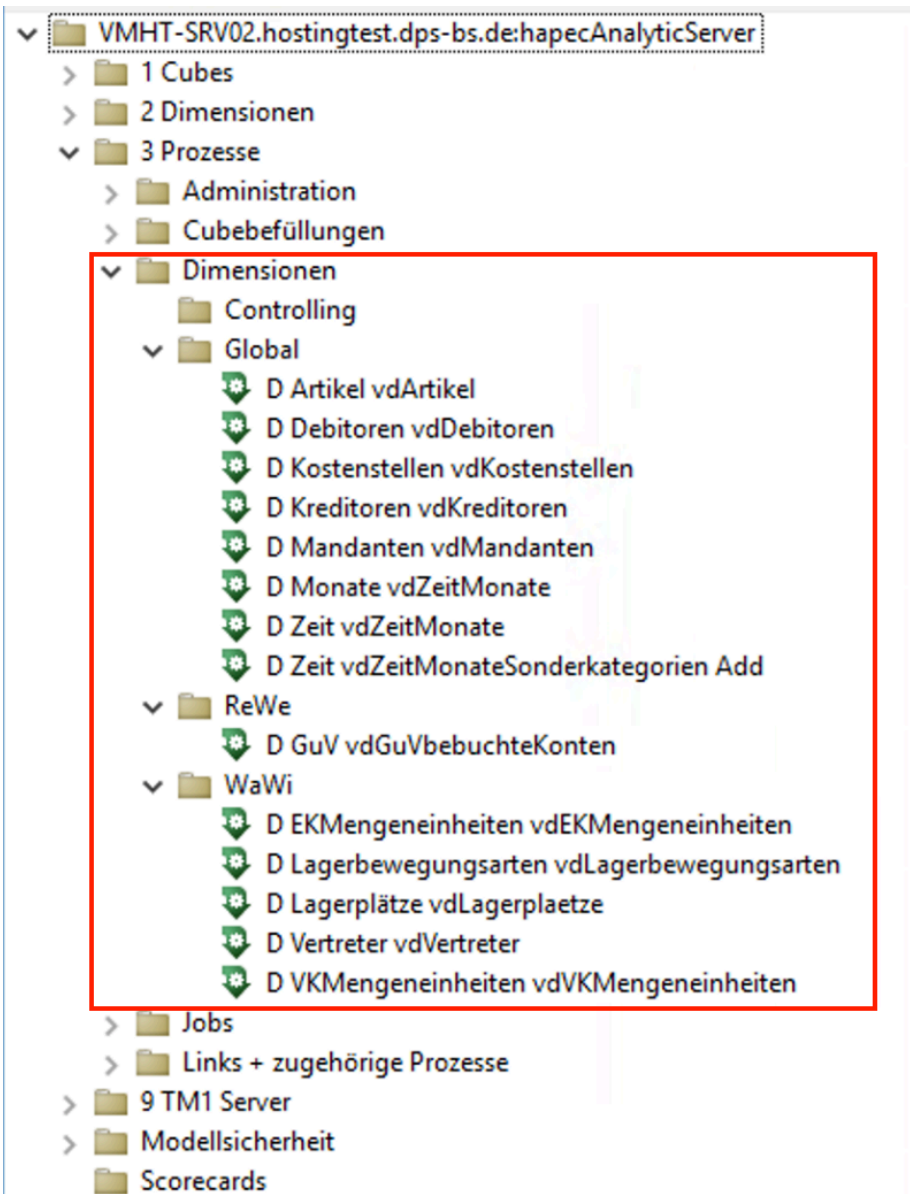 VMHT-SRV02.hostingtest.dps-bs.de:hapecAnalyticServer
1 Cubes
2 Dimensionen
3 Prozesse
Administration
Cubebefüllungen
Dimensionen
Controlling
Global
D Artikel vdArtikel
D Debitoren vdDebitoren
D Kostenstellen vdKostenstellen
D Kreditoren vdKreditoren
D Mandanten vdMandanten
D Monate vdZeitMonate
D Zeit vdZeitMonate
D Zeit vdZeitMonateSonderkategorien Add
ReWe
D GuV vdGuVbebuchteKonten
WaWi
D EKMengeneinheiten vdEKMengeneinheiten
D Lagerbewegungsarten vdLagerbewegungsarten
D Lagerplätze vdLagerplaetze
D Vertreter vdVertreter
D VKMengeneinheiten vdVKMengeneinheiten
Jobs
Links + zugehörige Prozesse
9 TM1 Server
Modellsicherheit
Scorecards